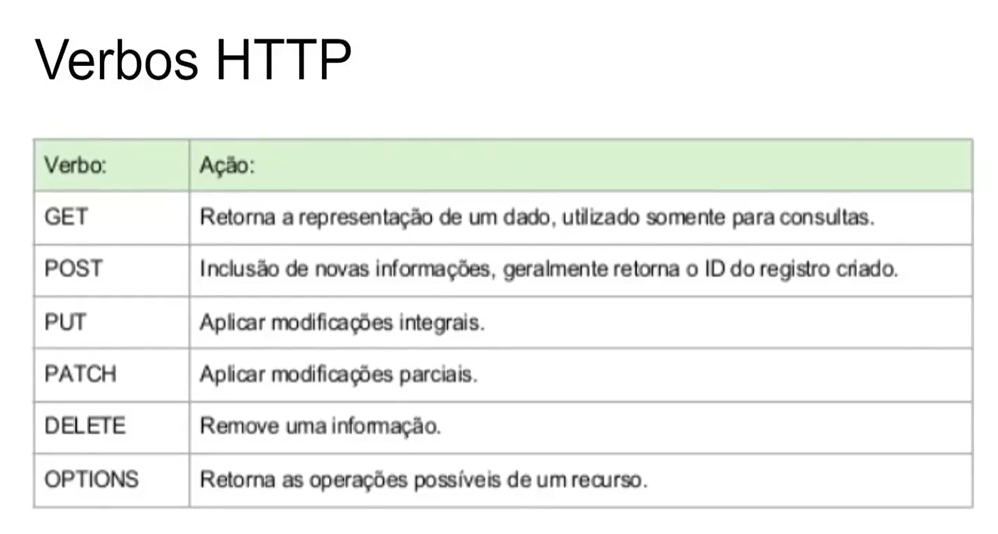 Verbos HTTP
Verbo: Ação:
GET Retorna a representação de um dado, utilizado somente para consultas.
POST Inclusão de novas informações, geralmente retorna o ID do registro criado.
PUT Aplicar modificações integrais.
PATCH Aplicar modificações parciais.
DELETE Remove uma informação.
OPTIONS Retorna as operações possíveis de um recurso.